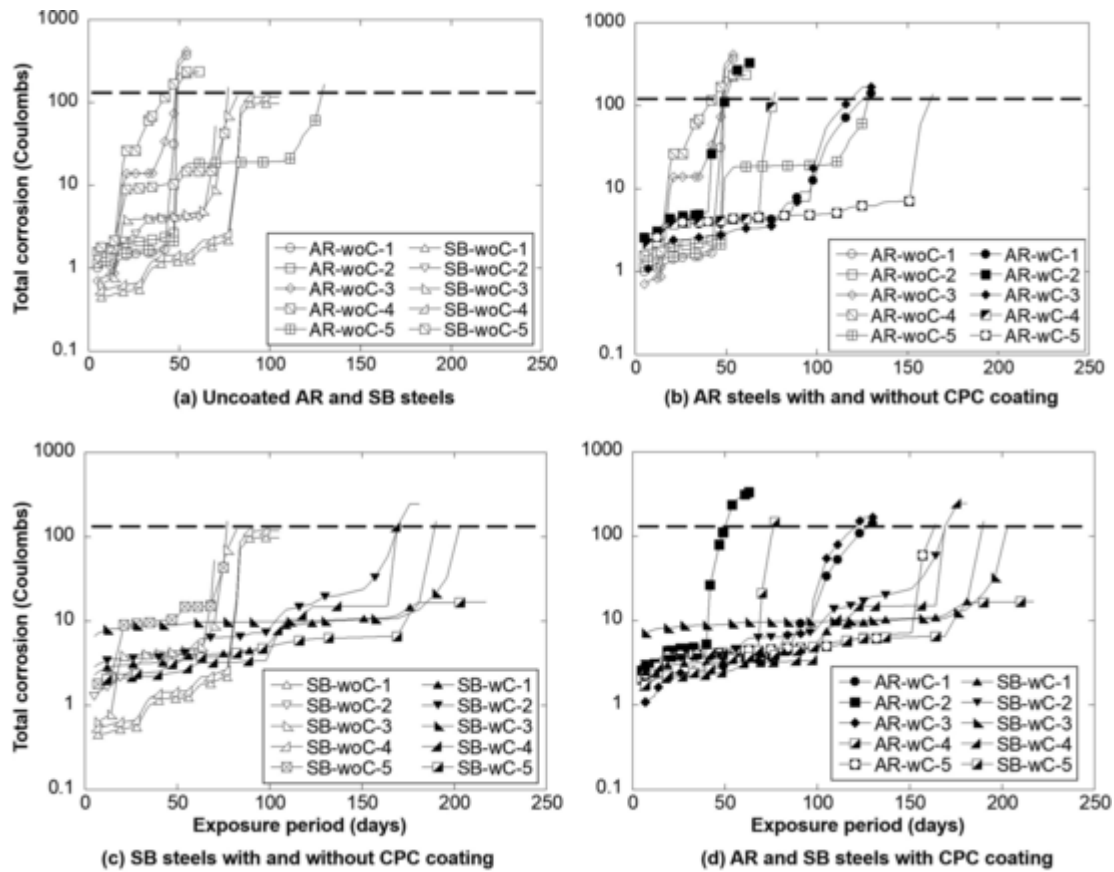 1000
100
10
1
0.1
Total corrosion (Coulombs)
AR-woC-1 SB-woC-1
AR-woC-2 SB-woC-2
AR-woC-3 SB-woC-3
AR-woC-4 SB-woC-4
AR-woC-5 SB-woC-5
0 50 100 150 200 250
(a) Uncoated AR and SB steels
1000
100
10
1
0.1
AR-woC-1 AR-wC-1
AR-woC-2 AR-wC-2
AR-woC-3 AR-wC-3
AR-woC-4 AR-wC-4
AR-woC-5 AR-wC-5
0 50 100 150 200 250
(b) AR steels with and without CPC coating
1000
100
10
1
0.1
Total corrosion (Coulombs)
SB-woC-1 SB-wC-1
SB-woC-2 SB-wC-2
SB-woC-3 SB-wC-3
SB-woC-4 SB-wC-4
SB-woC-5 SB-wC-5
0 50 100 150 200 250
Exposure period (days)
(c) SB steels with and without CPC coating
1000
100
10
1
0.1
AR-wC-1 SB-wC-1
AR-wC-2 SB-wC-2
AR-wC-3 SB-wC-3
AR-wC-4 SB-wC-4
AR-wC-5 SB-wC-5
0 50 100 150 200 250
Exposure period (days)
(d) AR and SB steels with CPC coating